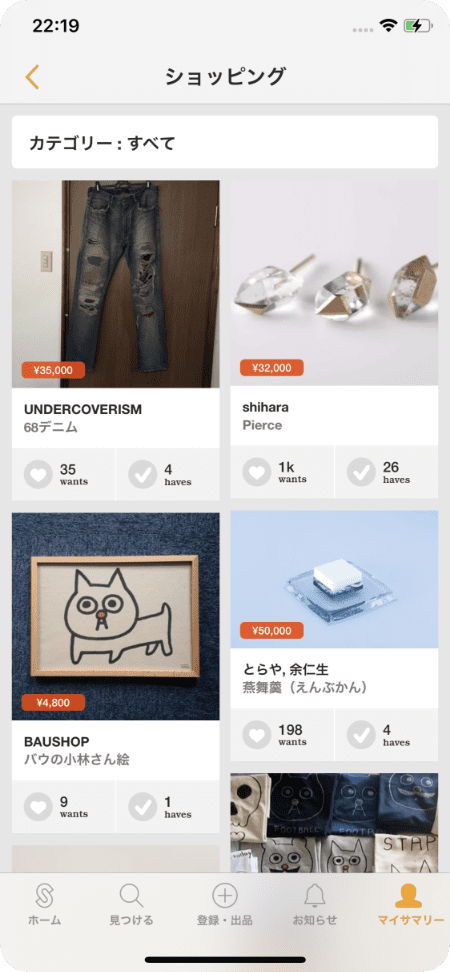 22:19
ショッピング
カテゴリー : すべて
¥35,000
UNDERCOVERISM
68デニム
35
wants
4
haves
¥32,000
shihara
Pierce
1k
wants
26
haves
¥4,800
BAUSHOP
バウの小林さん絵
9
wants
1
haves
¥50,000
とらや, 余仁生
燕舞羹（えんぶかん）
198
wants
4
haves
FOOTBALL
FOOTB
STAP
ホーム
見つける
登録・出品
お知らせ
マイサマリー